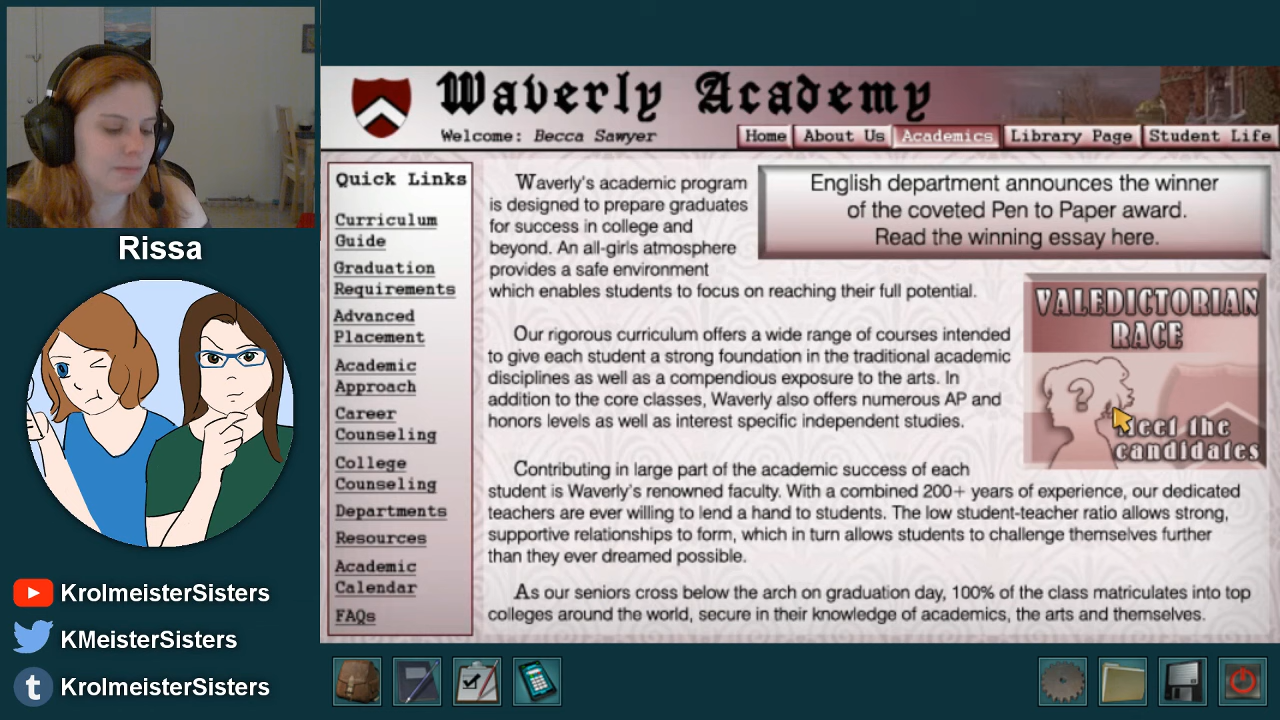 Rissa
KrolmeisterSisters
KMeisterSisters
t KrolmeisterSisters
Waverly Academy
Welcome: Becca Sawyer
Home
About Us
Academics
Library Page
Student Life
Quick Links
Curriculum
Guide
Graduation
Requirements
Advanced
Placement
Academic
Approach
Career
Counseling
College
Counseling
Departments
Resources
Academic
Calendar
FAQs
Waverly's academic program
is designed to prepare graduates
for success in college and
beyond. An all-girls atmosphere
provides a safe environment
which enables students to focus on reaching their full potential.
Our rigorous curriculum offers a wide range of courses intended
to give each student a strong foundation in the traditional academic
disciplines as well as a compendious exposure to the arts. In
addition to the core classes, Waverly also offers numerous AP and
honors levels as well as interest specific independent studies.
Contributing in large part of the academic success of each
student is Waverly's renowned faculty. With a combined 200+ years of experience, our dedicated
teachers are ever willing to lend a hand to students. The low student-teacher ratio allows strong,
supportive relationships to form, which in turn allows students to challenge themselves further
than they ever dreamed possible.
As our seniors cross below the arch on graduation day, 100% of the class matriculates into top
colleges around the world, secure in their knowledge of academics, the arts and themselves.
English department announces the winner
of the coveted Pen to Paper award.
Read the winning essay here.
VALEDICTORIAN
RACE
?
Meet the
candidates